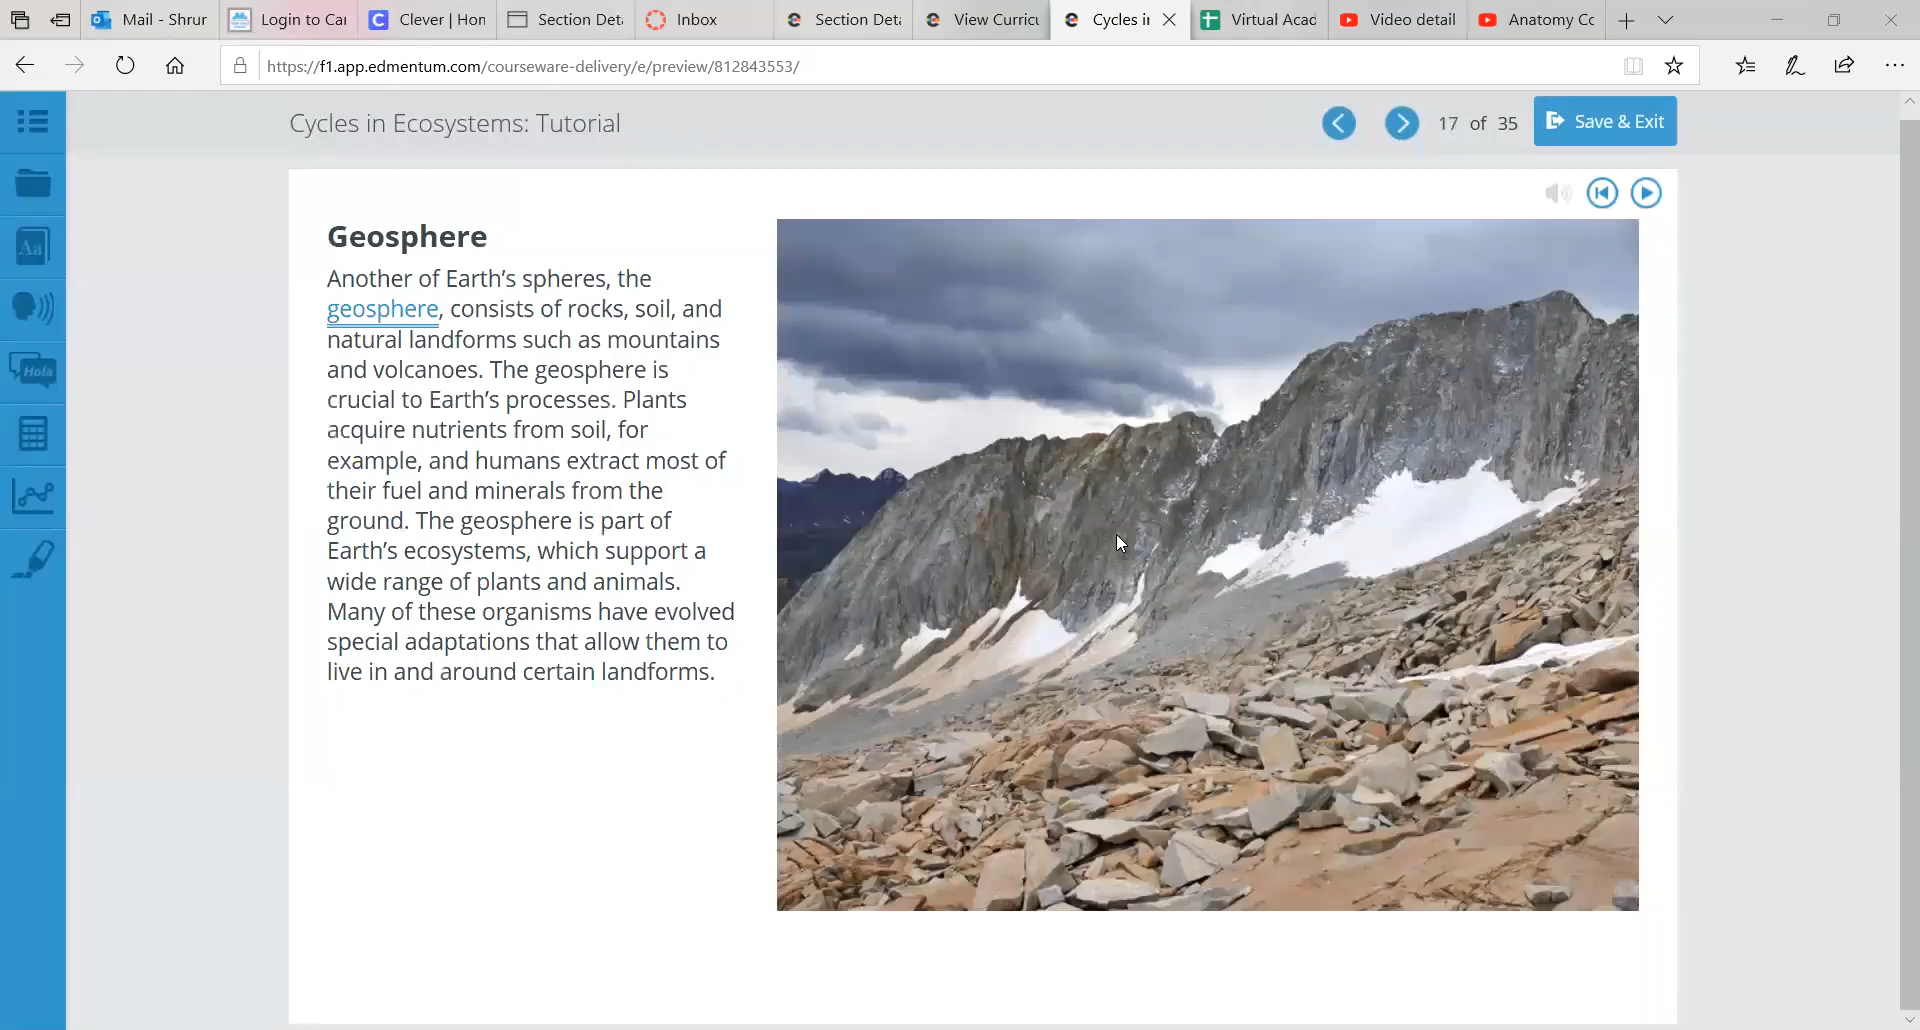 Mail - Shrur
Login to Car
Clever | Hon
Section Deta
Inbox
Section Deta
View Curricu
Cycles in
Virtual Acad
Video detail
Anatomy Co
https://f1.app.edmentum.com/courseware-delivery/e/preview/812843553/
Cycles in Ecosystems: Tutorial
17 of 35
Save & Exit
Aa
Hola
Geosphere
Another of Earth's spheres, the
geosphere, consists of rocks, soil, and
natural landforms such as mountains
and volcanoes. The geosphere is
crucial to Earth's processes. Plants
acquire nutrients from soil, for
example, and humans extract most of
their fuel and minerals from the
ground. The geosphere is part of
Earth's ecosystems, which support a
wide range of plants and animals.
Many of these organisms have evolved
special adaptations that allow them to
live in and around certain landforms.